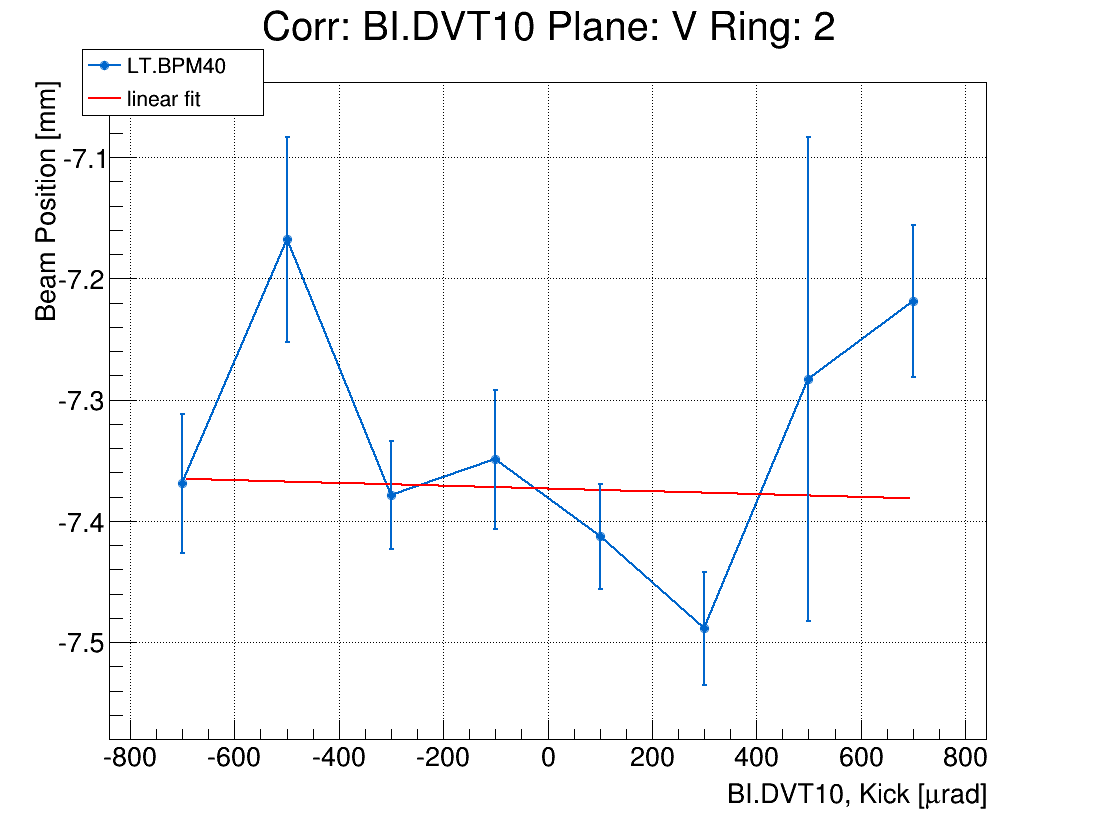 Corr: BI.DVT10 Plane: V Ring: 2
LT.BPM40
linear fit
Beam Position [mm]
-7.1
-7.2
-7.3
-7.4
-7.5
-800 -600 -400 -200 0 200 400 600 800
BI.DVT10, Kick [μrad]